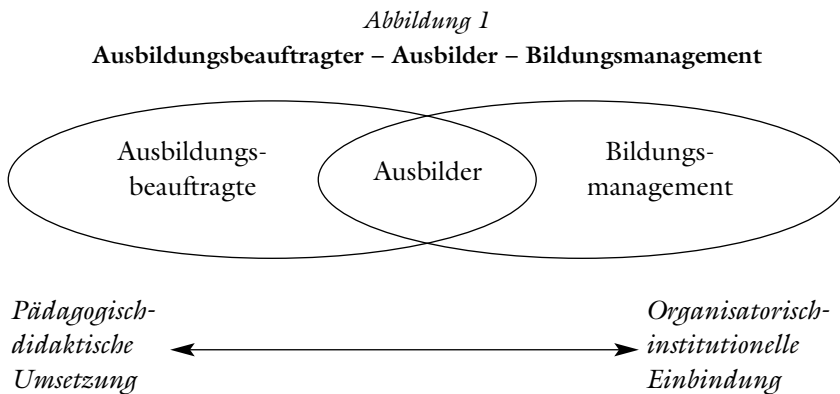 Abbildung 1
Ausbildungsbeauftragter – Ausbilder – Bildungsmanagement
Ausbildungs-
beauftragte
Ausbilder
Bildungs-
management
Pädagogisch-
didaktische
Umsetzung
Organisatorisch-
institutionelle
Einbindung